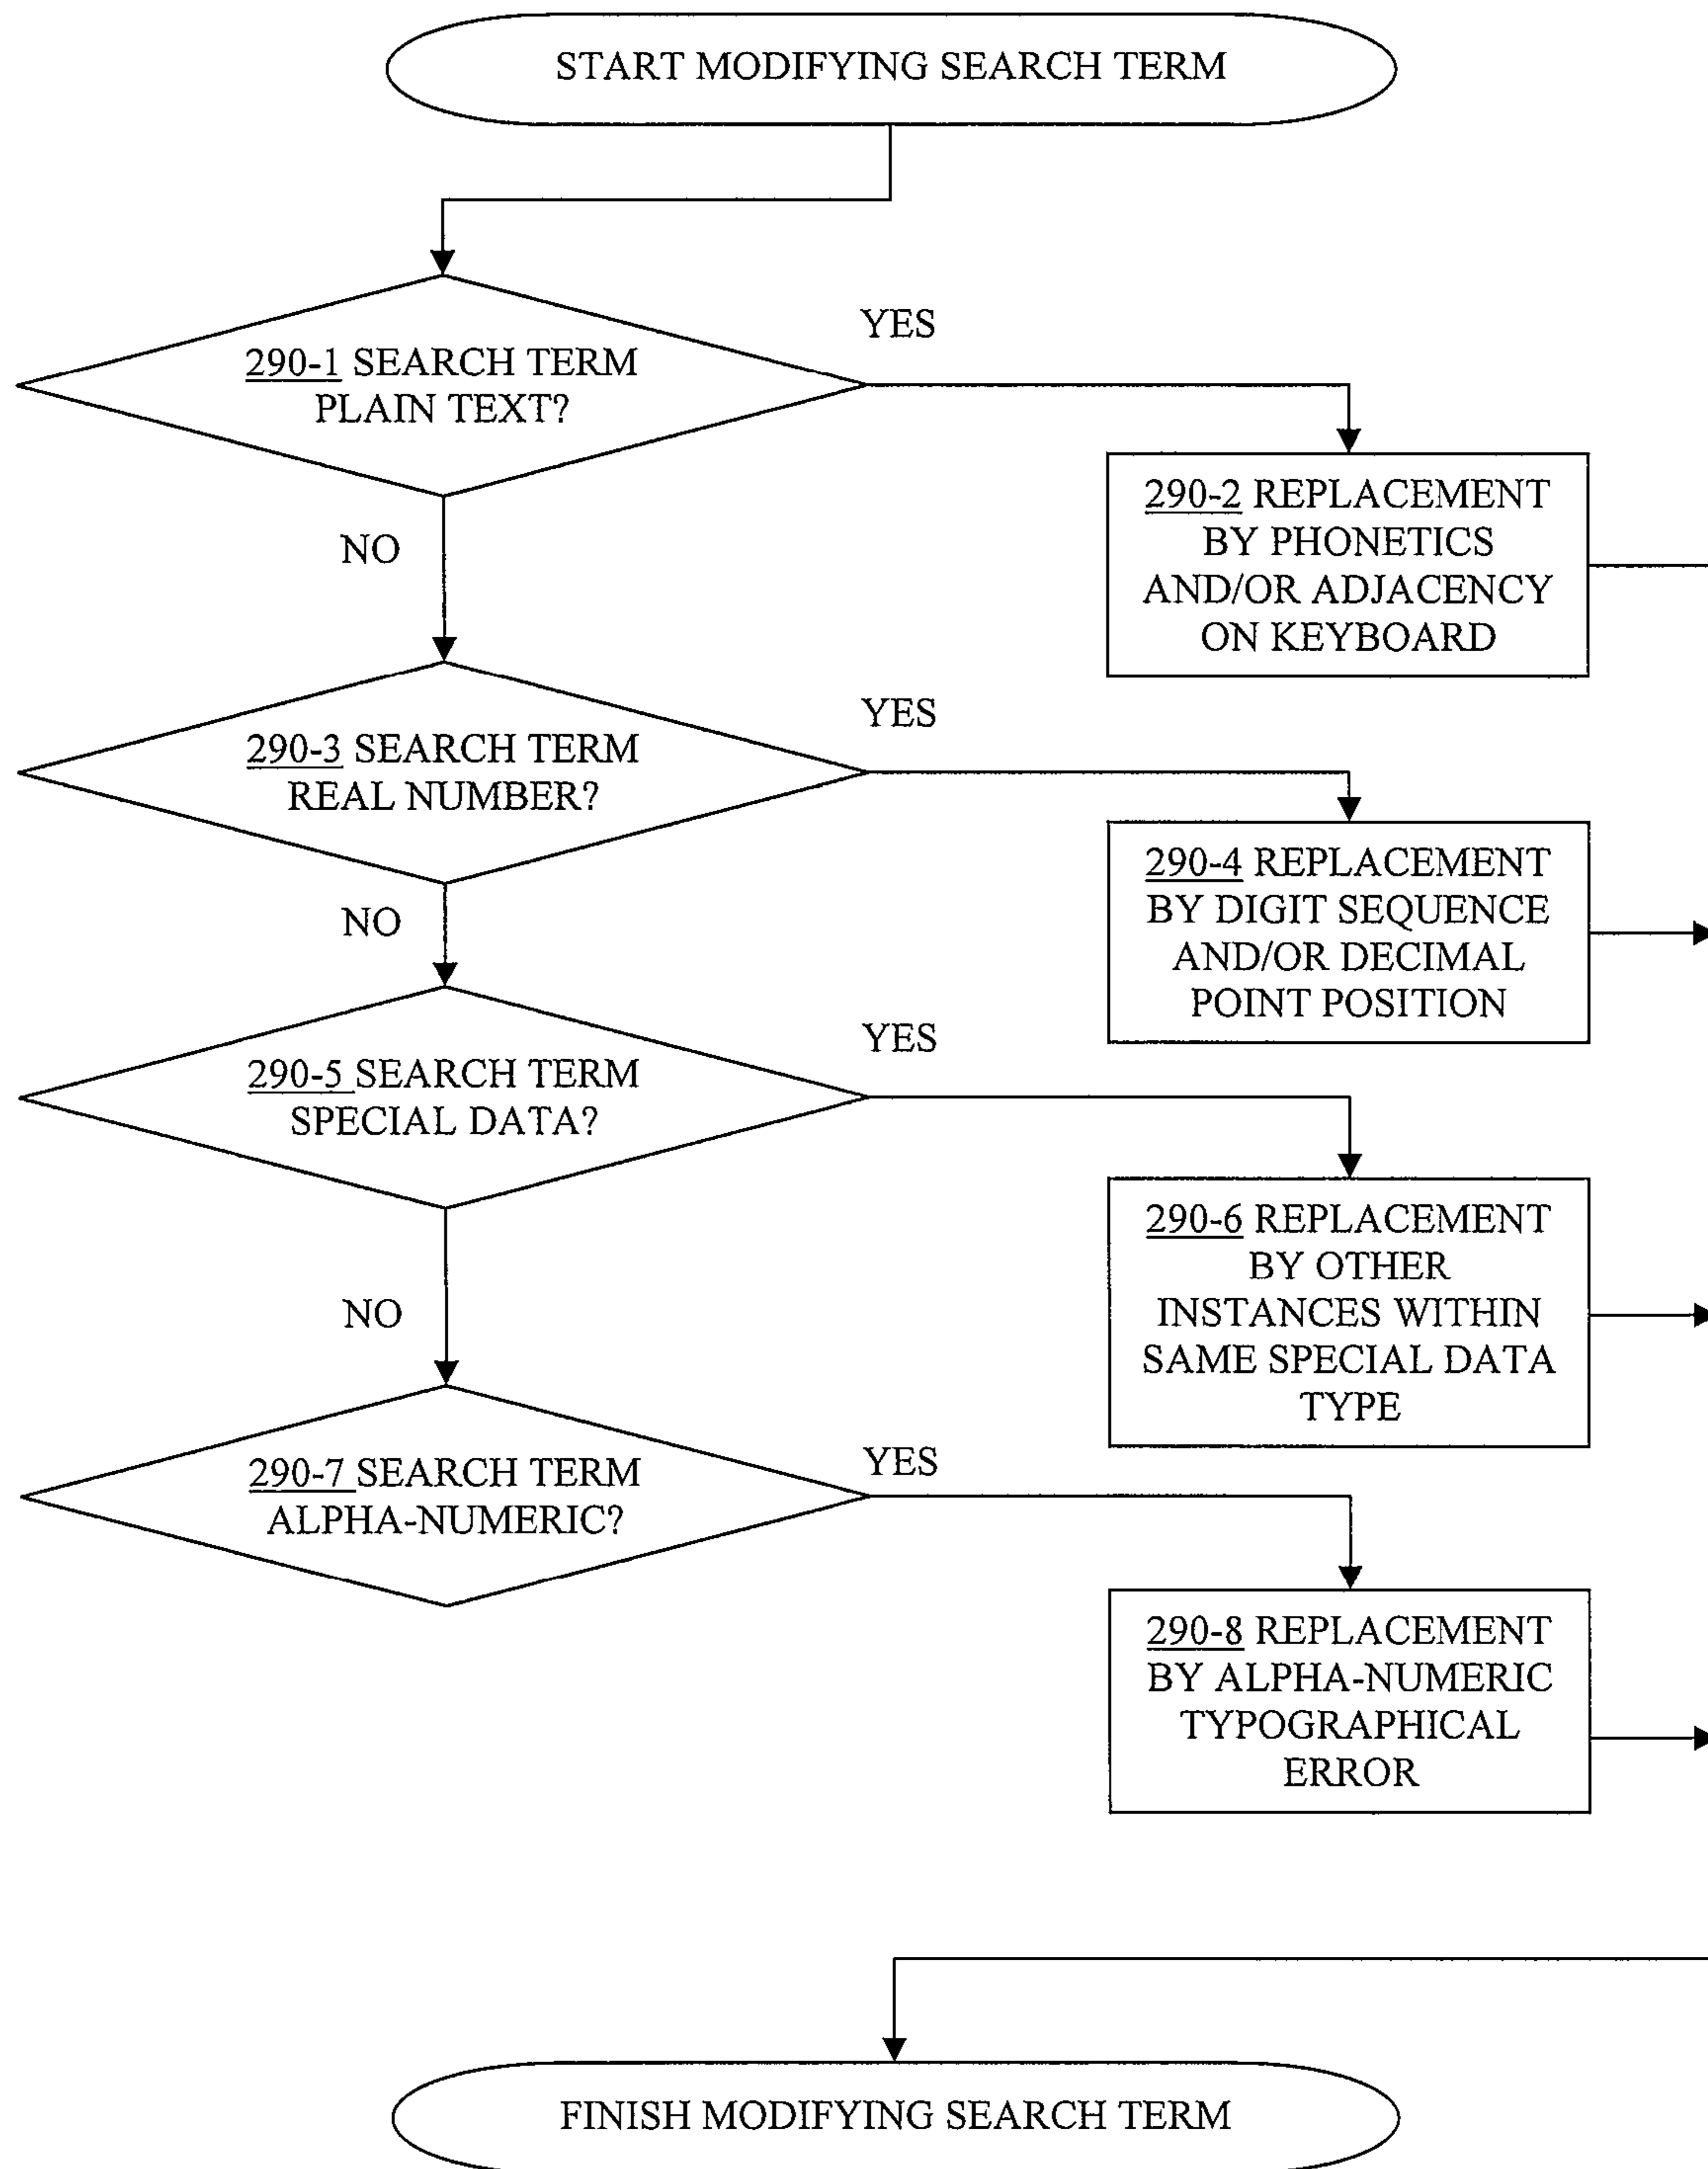 START MODIFYING SEARCH TERM
YES
290-1 SEARCH TERM
PLAIN TEXT?
290-2 REPLACEMENT
BY PHONETICS
AND/OR ADJACENCY
ON KEYBOARD
NO
YES
290-3 SEARCH TERM
REAL NUMBER?
290-4 REPLACEMENT
BY DIGIT SEQUENCE
AND/OR DECIMAL
POINT POSITION
NO
YES
290-5 SEARCH TERM
SPECIAL DATA?
290-6 REPLACEMENT
BY OTHER
INSTANCES WITHIN
SAME SPECIAL DATA
TYPE
NO
YES
290-7 SEARCH TERM
ALPHA-NUMERIC?
290-8 REPLACEMENT
BY ALPHA-NUMERIC
TYPOGRAPHICAL
ERROR
FINISH MODIFYING SEARCH TERM